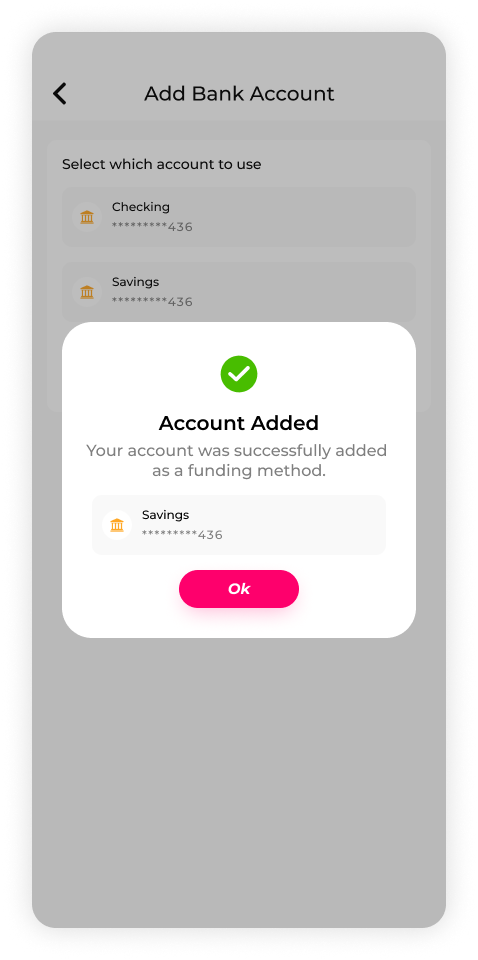 Add Bank Account
Select which account to use
Checking
*********436
Savings
*********436
Account Added
Your account was successfully added
as a funding method.
Savings
*********436
Ok